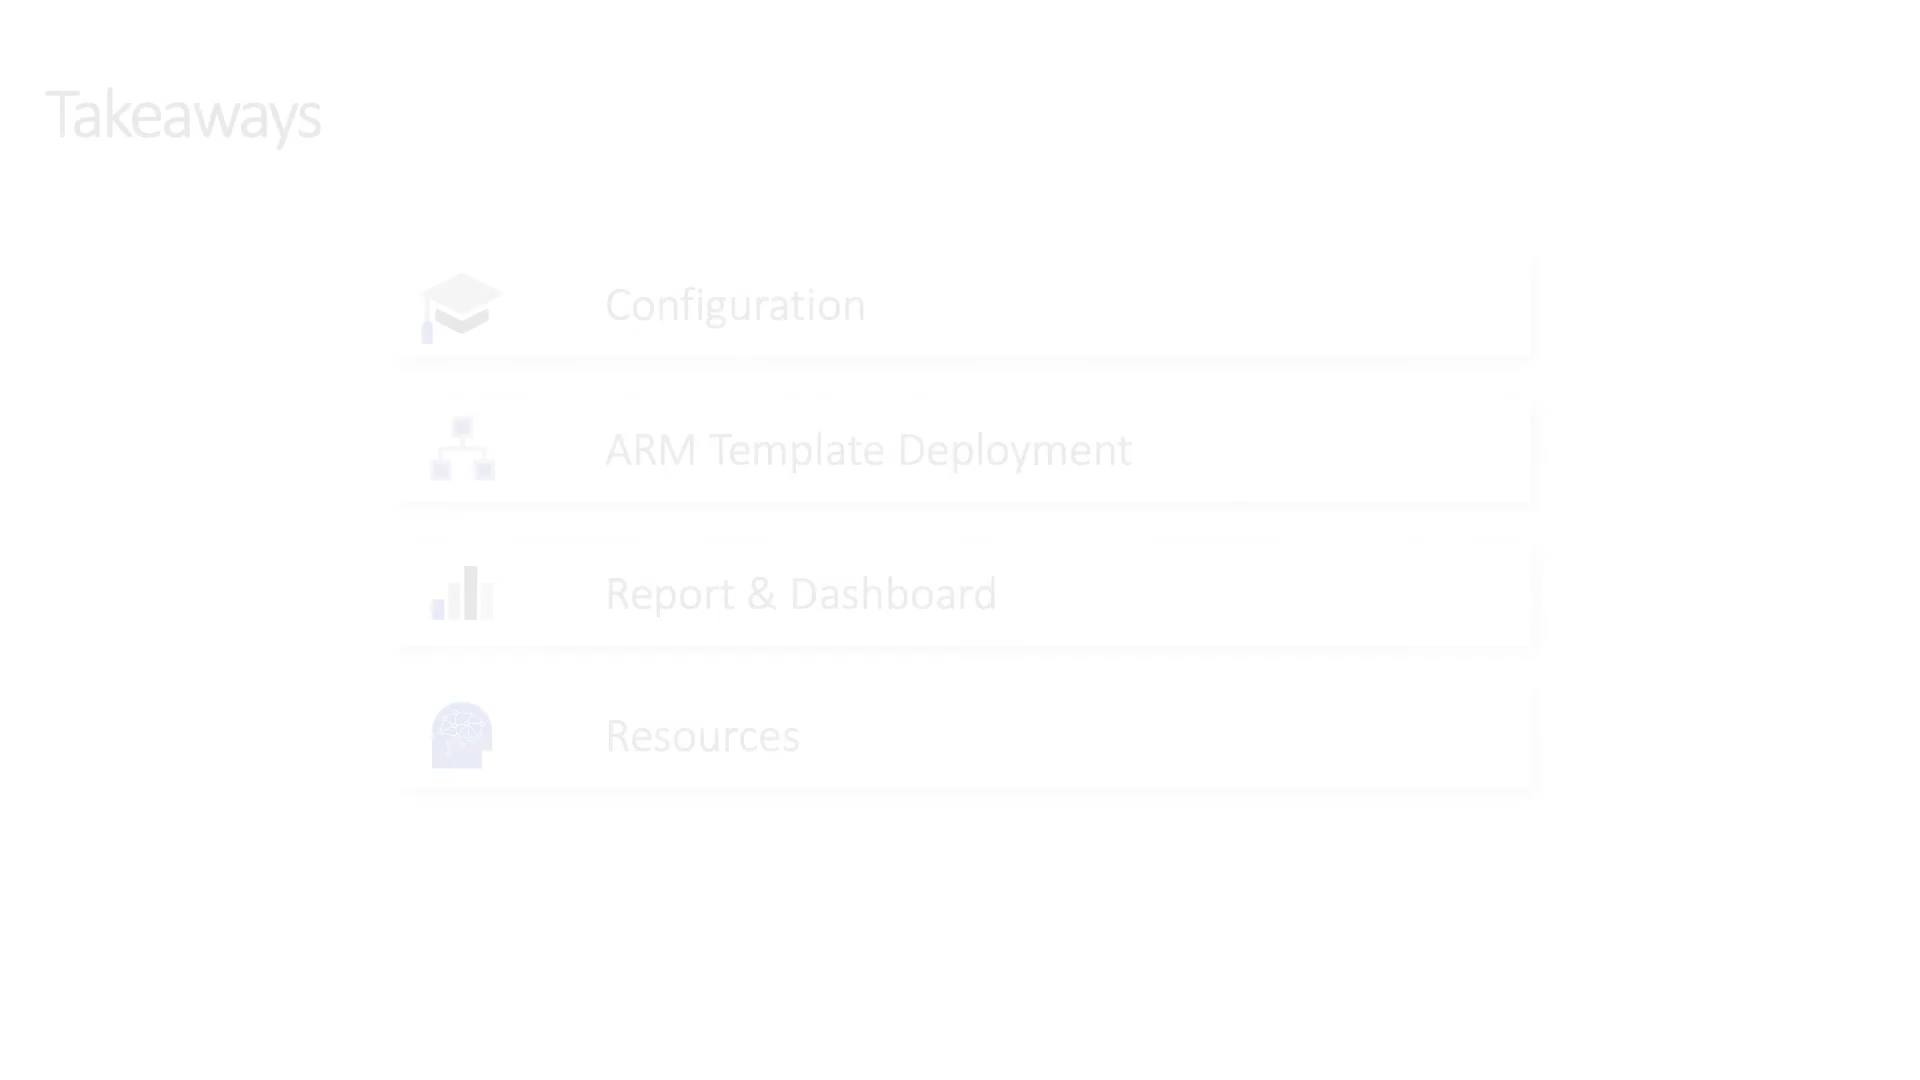 Takeaways
Configuration
ARM Template Deployment
Report & Dashboard
Resources